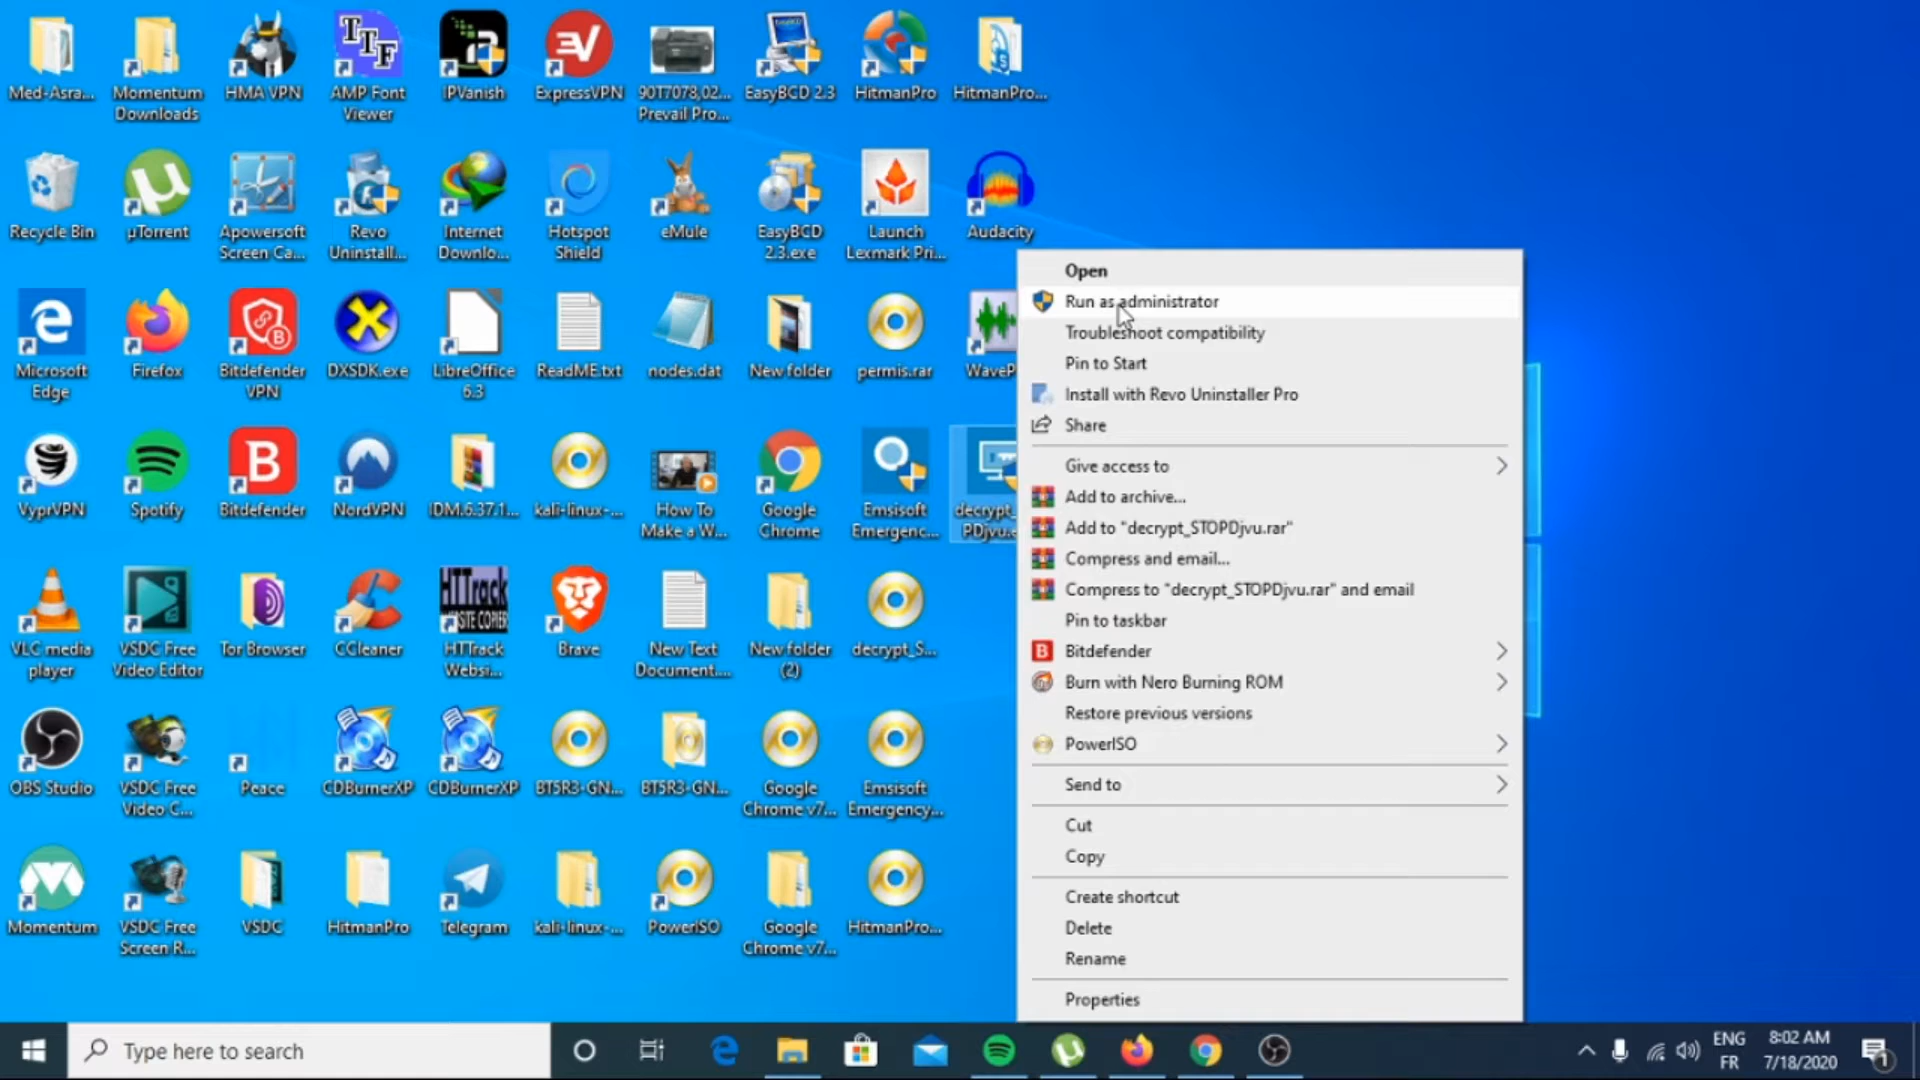 Med-Asra...
Momentum
Downloads
HMA VPN
AMP Font
Viewer
IPVanish
ExpressVPN
90T7078,02...
Prevail Pro...
EasyBCD 2.3
HitmanPro
HitmanPro...
Recycle Bin
µTorrent
Apowersoft
Screen Ca...
Revo
Uninstall...
Internet
Downlo...
Hotspot
Shield
eMule
EasyBCD
2.3.exe
Launch
Lexmark Pri...
Audacity
Microsoft
Edge
Firefox
Bitdefender
VPN
DXSDK.exe
LibreOffice
6.3
ReadME.txt
nodes.dat
New folder
permis.rar
WaveP
VyprVPN
Spotify
Bitdefender
NordVPN
IDM.6.37.1...
kali-linux-...
How To
Make a W...
Google
Chrome
Emsisoft
Emergenc...
decrypt_
PDjvu.e
VLC media
player
VSDC Free
Video Editor
Tor Browser
CCleaner
HTTrack
SITE COPIER
HTTrack
Websi...
Brave
New Text
Document....
New folder
(2)
decrypt_S...
OBS Studio
VSDC Free
Video C...
Peace
CDBurnerXP
CDBurnerXP
BT5R3-GN...
BT5R3-GN...
Google
Chrome v7...
Emsisoft
Emergency...
Momentum
VSDC Free
Screen R...
VSDC
HitmanPro
Telegram
kali-linux-...
PowerISO
Google
Chrome v7...
HitmanPro...
Open
Run as administrator
Troubleshoot compatibility
Pin to Start
Install with Revo Uninstaller Pro
Share
Give access to
Add to archive...
Add to "decrypt_STOPDjvu.rar"
Compress and email...
Compress to "decrypt_STOPDjvu.rar" and email
Pin to taskbar
Bitdefender
Burn with Nero Burning ROM
Restore previous versions
PowerISO
Send to
Cut
Copy
Create shortcut
Delete
Rename
Properties
Type here to search
ENG
FR
8:02 AM
7/18/2020
1